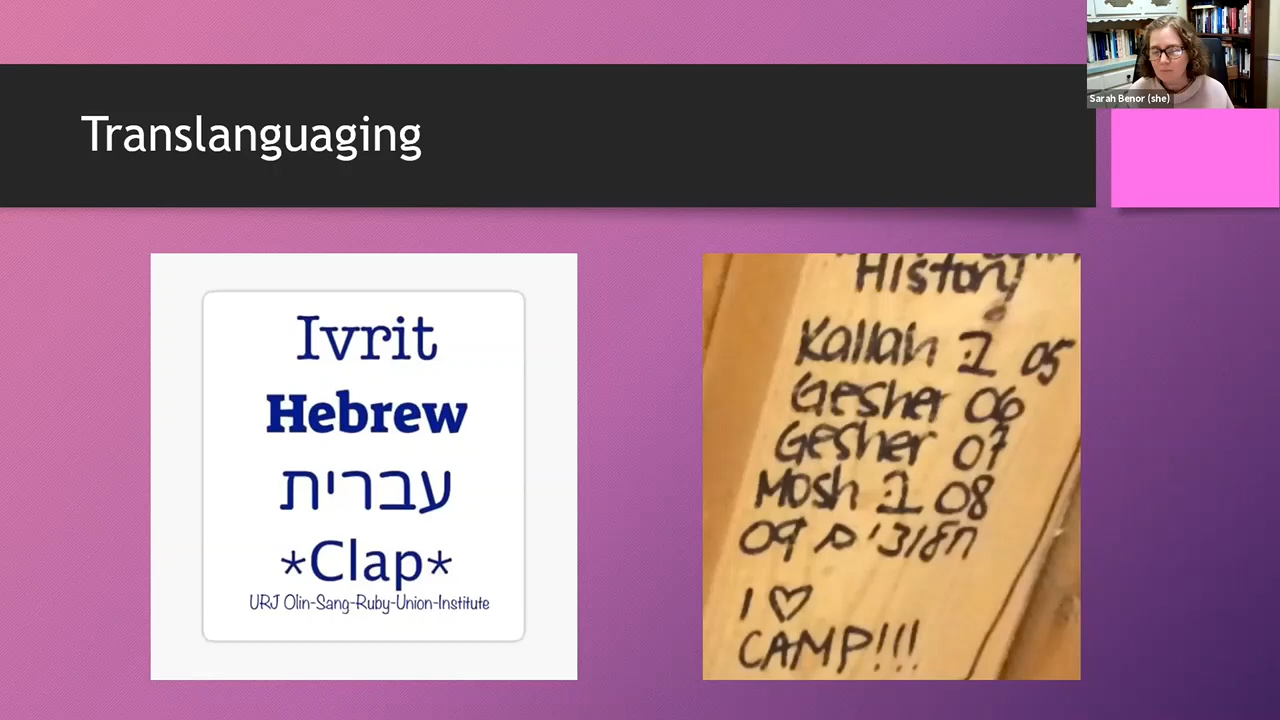 Sarah Benor (she)
Translanguaging
Ivrit
Hebrew
עברית
*Clap*
URJ Olin-Sang-Ruby-Union-Institute
History
Kallah ב 05
Gesher 06
Gesher 07
Mosh ב 08
חלוצים 09
I ♡
CAMP!!!